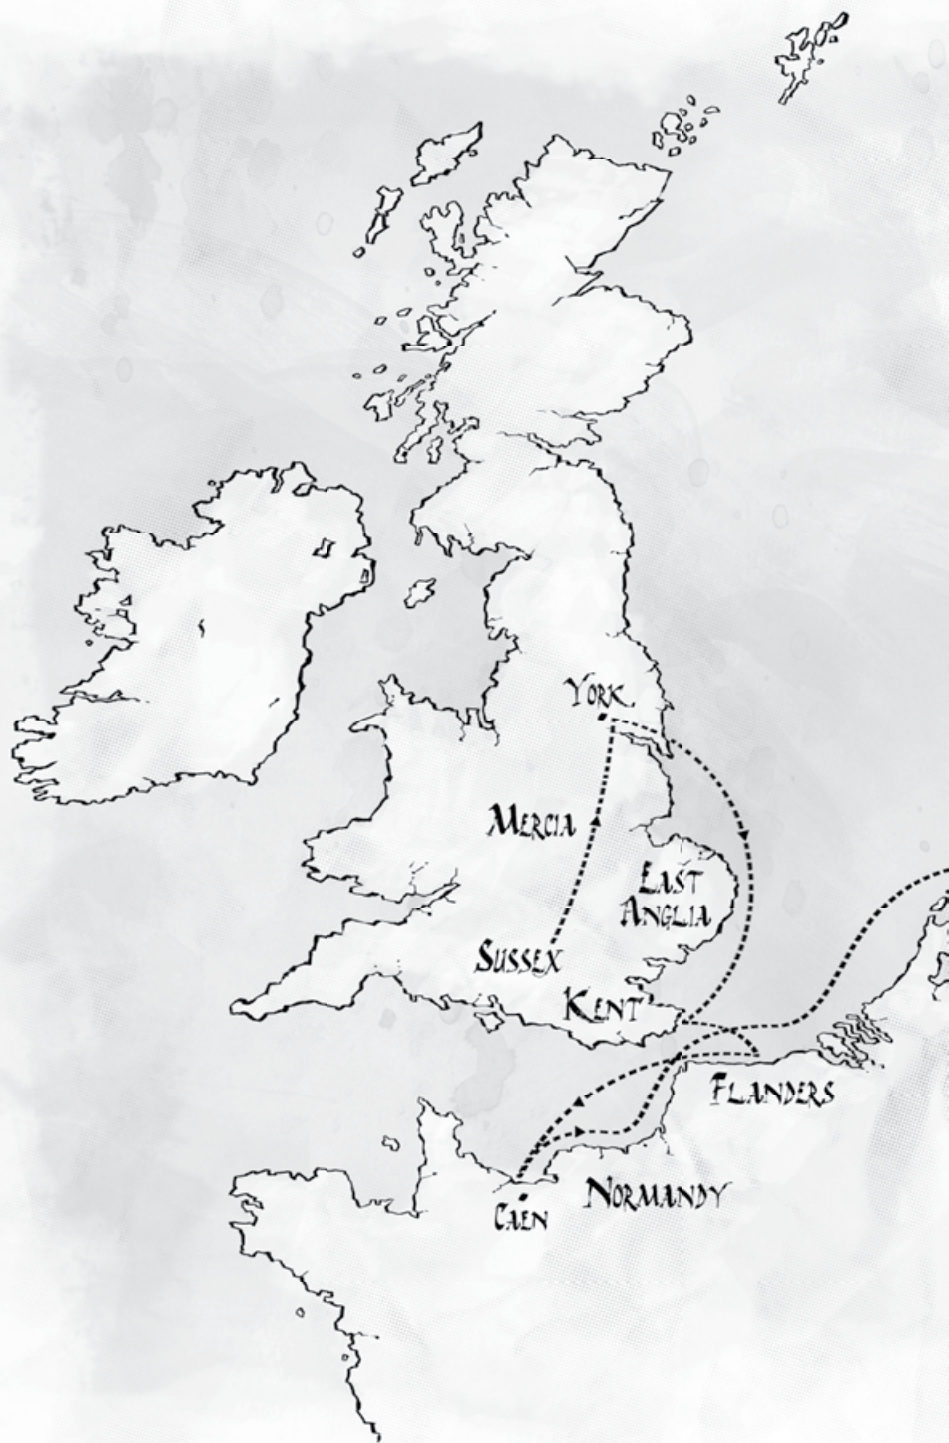 York
Mercia
East
Anglia
Sussex
Kent
Flanders
Normandy
Caen